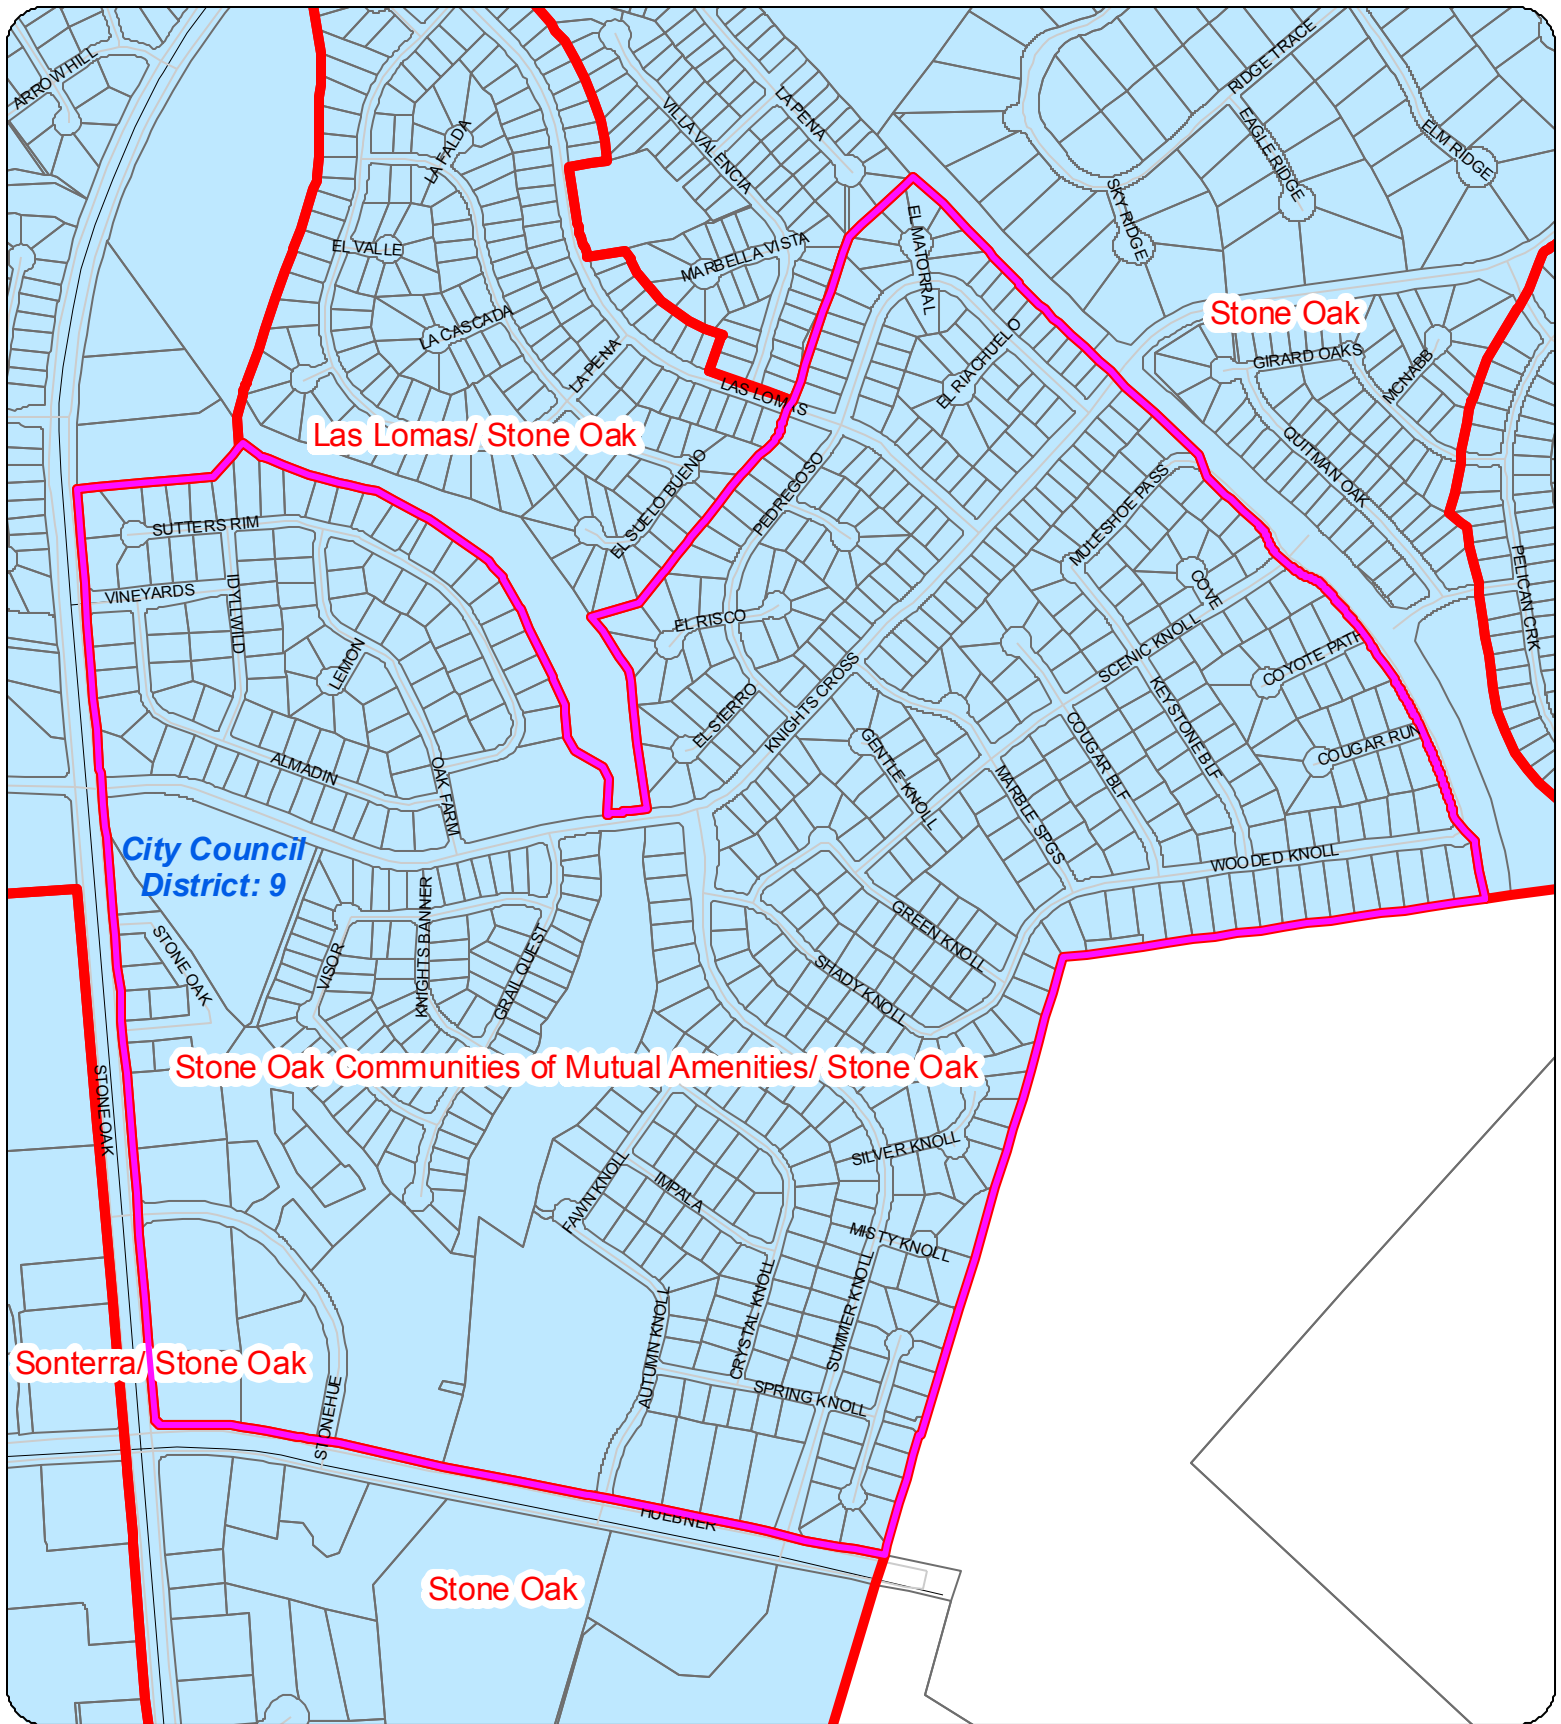 ARROWHILL
LA FALDA
VILLA VALENCIA
LA PENA
RIDGE TRACE
EAGLE RIDGE
ELM RIDGE
SKY RIDGE
EL VALLE
MARBELLA VISTA
EL MATORRAL
LA CASCADA
LA PENA
LAS LOMAS
EL RIACHUELO
Stone Oak
GIRARD OAKS
MCNABB
QUITMAN OAK
Las Lomas/ Stone Oak
EL SUELO BUENO
PEDREGOSO
MULESHOE PASS
SUTTERS RIM
VINEYARDS
IDYLLWILD
LEMON
EL RISCO
COVE
PELICAN CRK
SCENIC KNOLL
COYOTE PATH
EL SIERRO
KNIGHTS CROSS
KEYSTONE BLF
COUGAR BLF
COUGAR RUN
ALMADIN
OAK FARM
GENTLE KNOLL
MARBLE SPGS
City Council
District: 9
WOODED KNOLL
STONE OAK
VISOR
KNIGHTS BANNER
GRAIL QUEST
GREEN KNOLL
SHADY KNOLL
Stone Oak Communities of Mutual Amenities/ Stone Oak
STONE OAK
SILVER KNOLL
FAWN KNOLL
IMPALA
MISTY KNOLL
AUTUMN KNOLL
CRYSTAL KNOLL
SUMMER KNOLL
Sonterra/ Stone Oak
STONEHUE
SPRING KNOLL
HUEBNER
Stone Oak